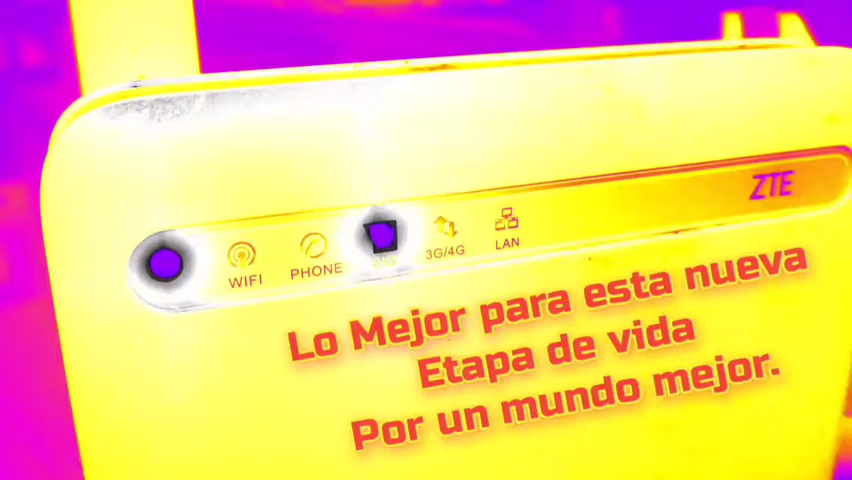 ZTE
WIFI
PHONE
3G/4G
LAN
Lo Mejor para esta nueva
Etapa de vida
Por un mundo mejor.